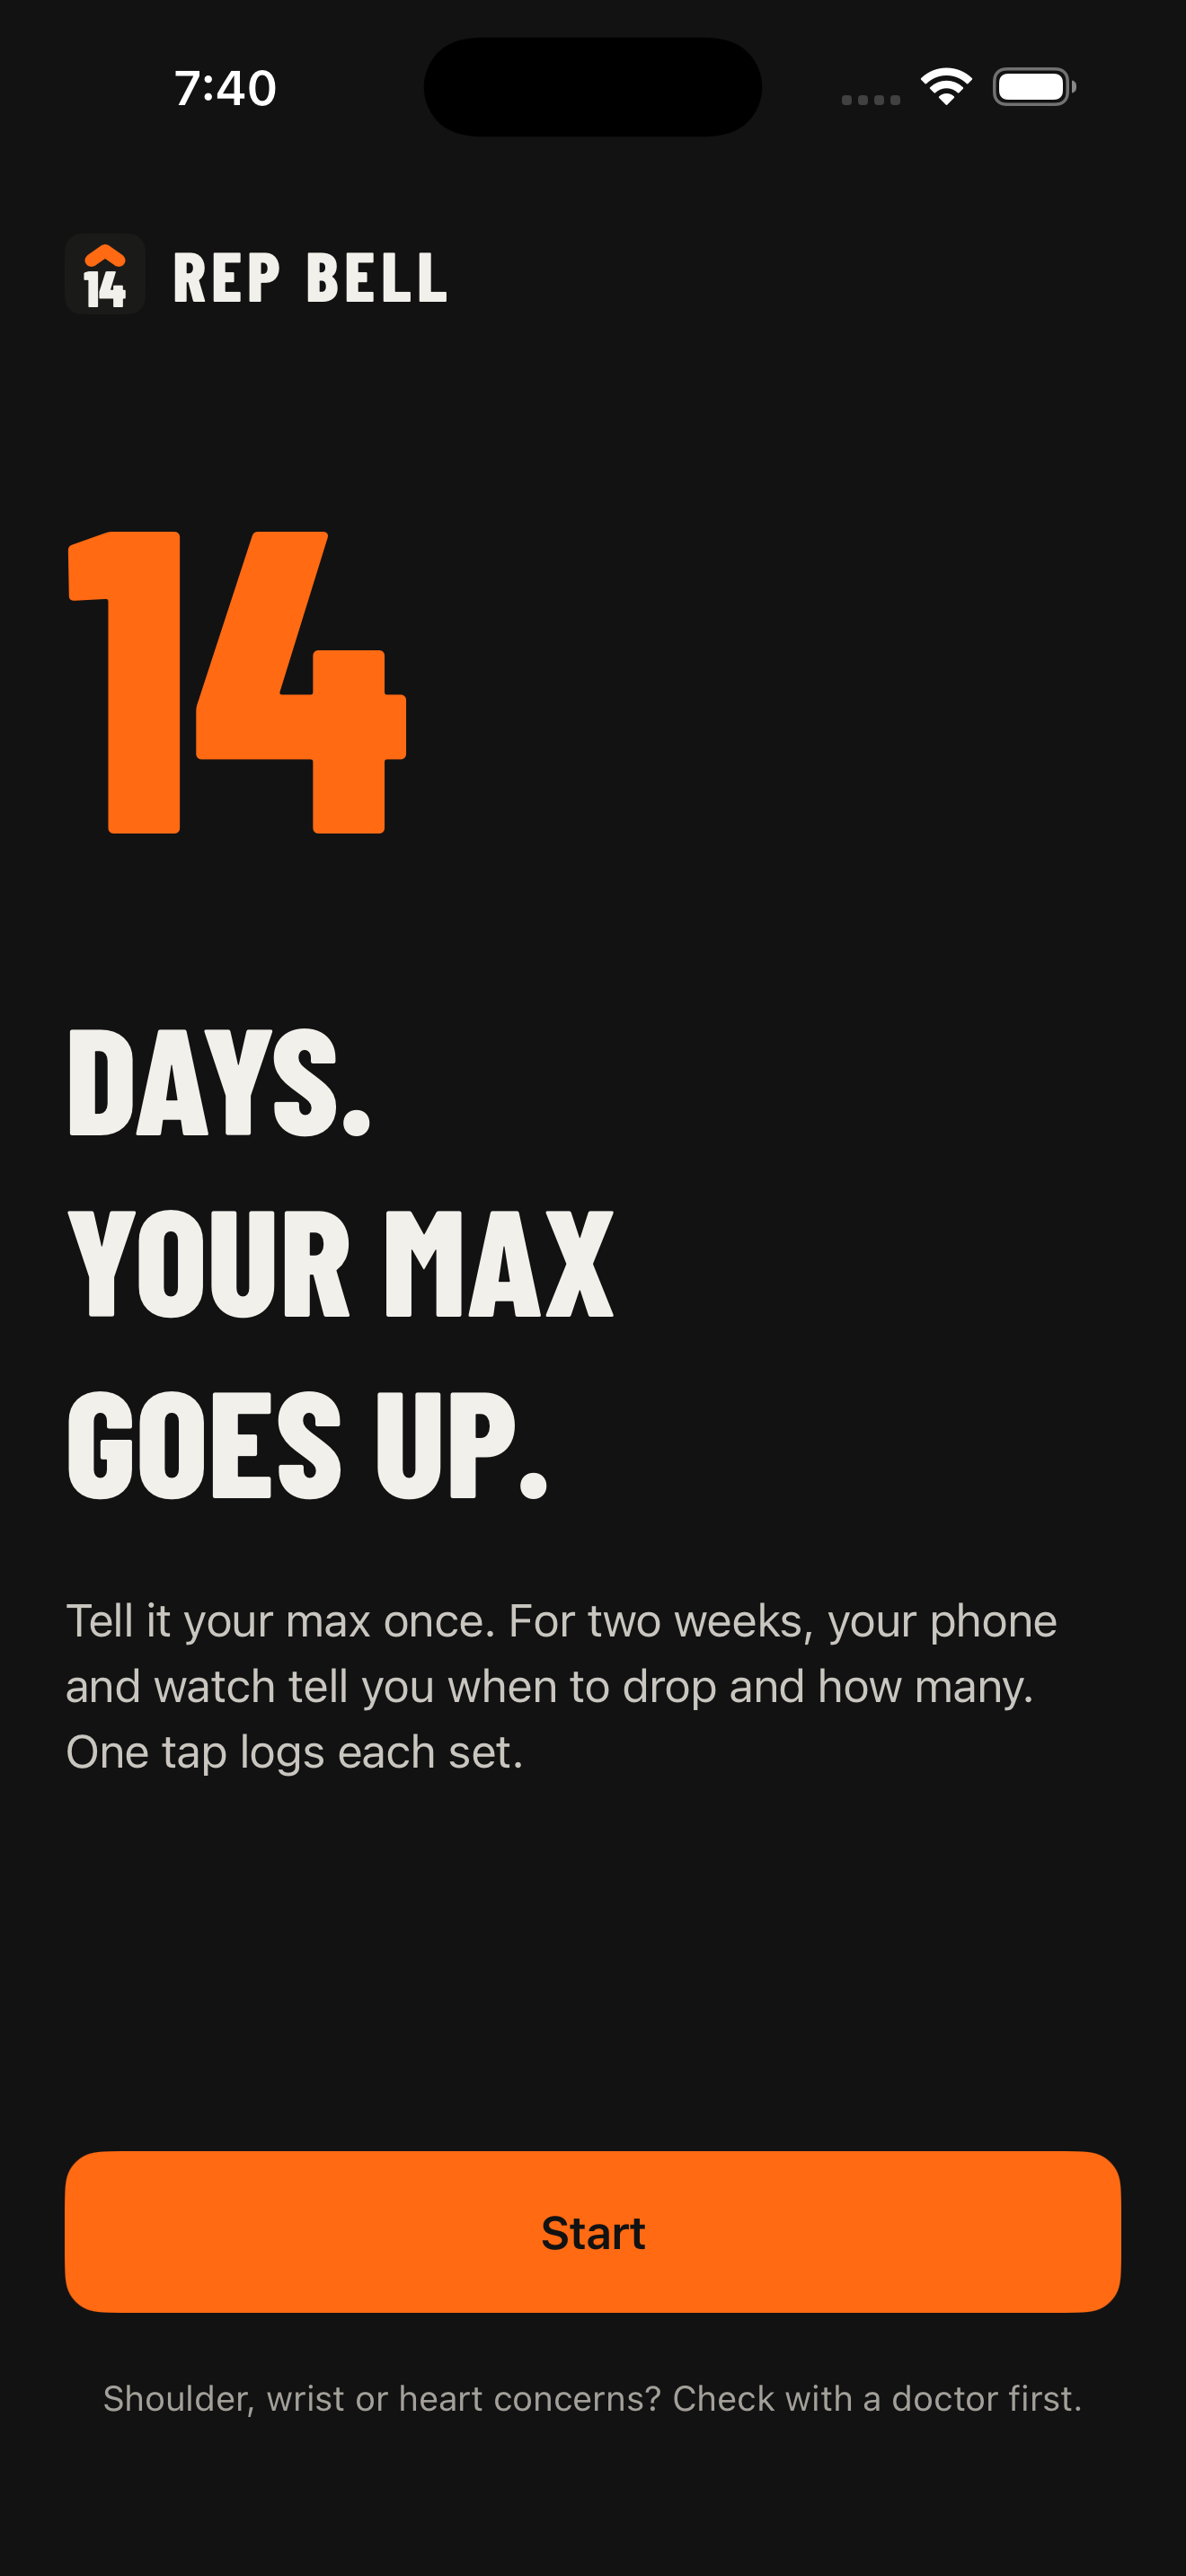 7:40
14
REP BELL
14
DAYS.
YOUR MAX
GOES UP.
Tell it your max once. For two weeks, your phone
and watch tell you when to drop and how many.
One tap logs each set.
Start
Shoulder, wrist or heart concerns? Check with a doctor first.